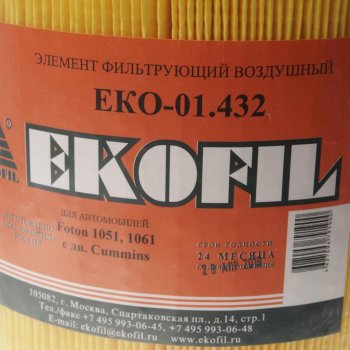 ЭЛЕМЕНТ ФИЛЬТРУЮЩИЙ ВОЗДУШНЫЙ
ЕКО-01.432
®
EKOFIL
OFIL
ДЛЯ АВТОМОБИЛЕЙ:
Foton 1051, 1061
с дв. Cummins
СРОК ГОДНОСТИ:
24 МЕСЯЦА
105082, г. Москва, Спартаковская пл., д.14, стр.1
Тел./факс +7 495 993-06-45, +7 495 993-06-48
E-mail: ekofil@ekofil.ru http://www.ekofil.ru